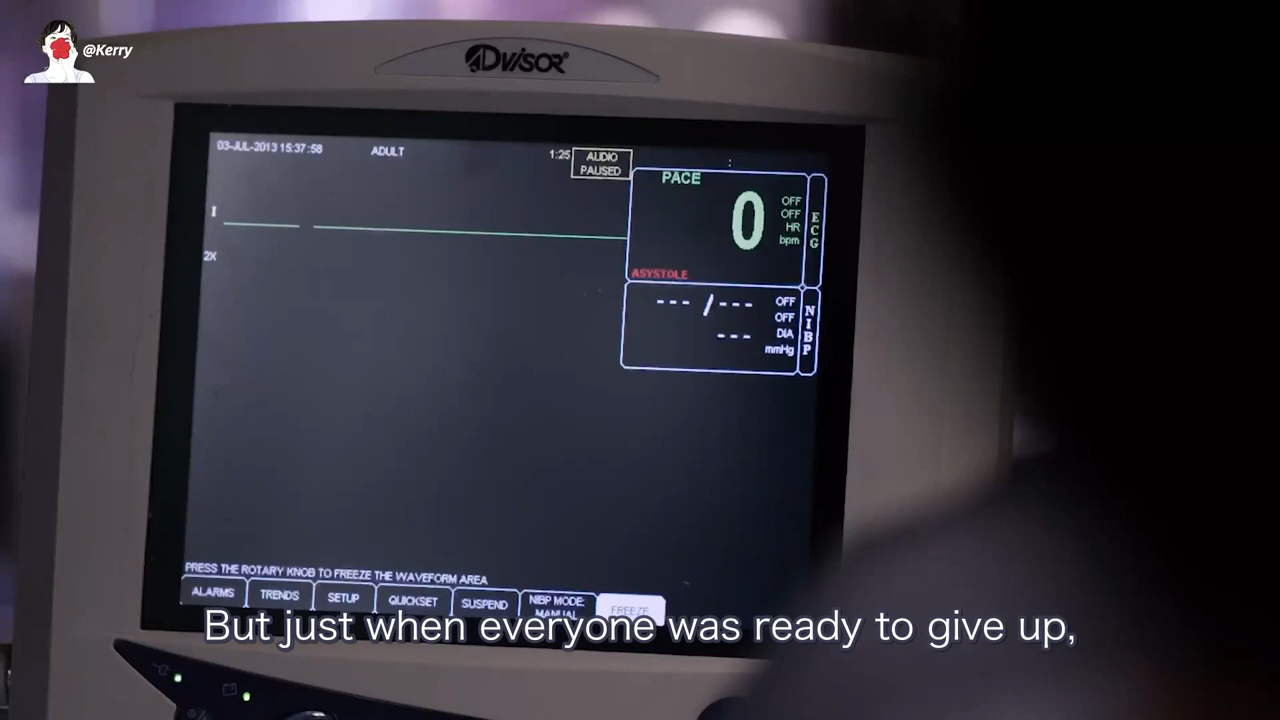 @Kerry
ADVISOR®
03-JUL-2013 15:37:58 ADULT 1:25 AUDIO PAUSED
PACE
I
0
OFF
OFF
HR
bpm
ECG
2X
ASYSTOLE
--- / ---
---
OFF
OFF
DIA
mmHg
NIBP
PRESS THE ROTARY KNOB TO FREEZE THE WAVEFORM AREA
ALARMS TRENDS SETUP QUICKSET SUSPEND NIBP MODE: MANUAL FREEZE
But just when everyone was ready to give up,